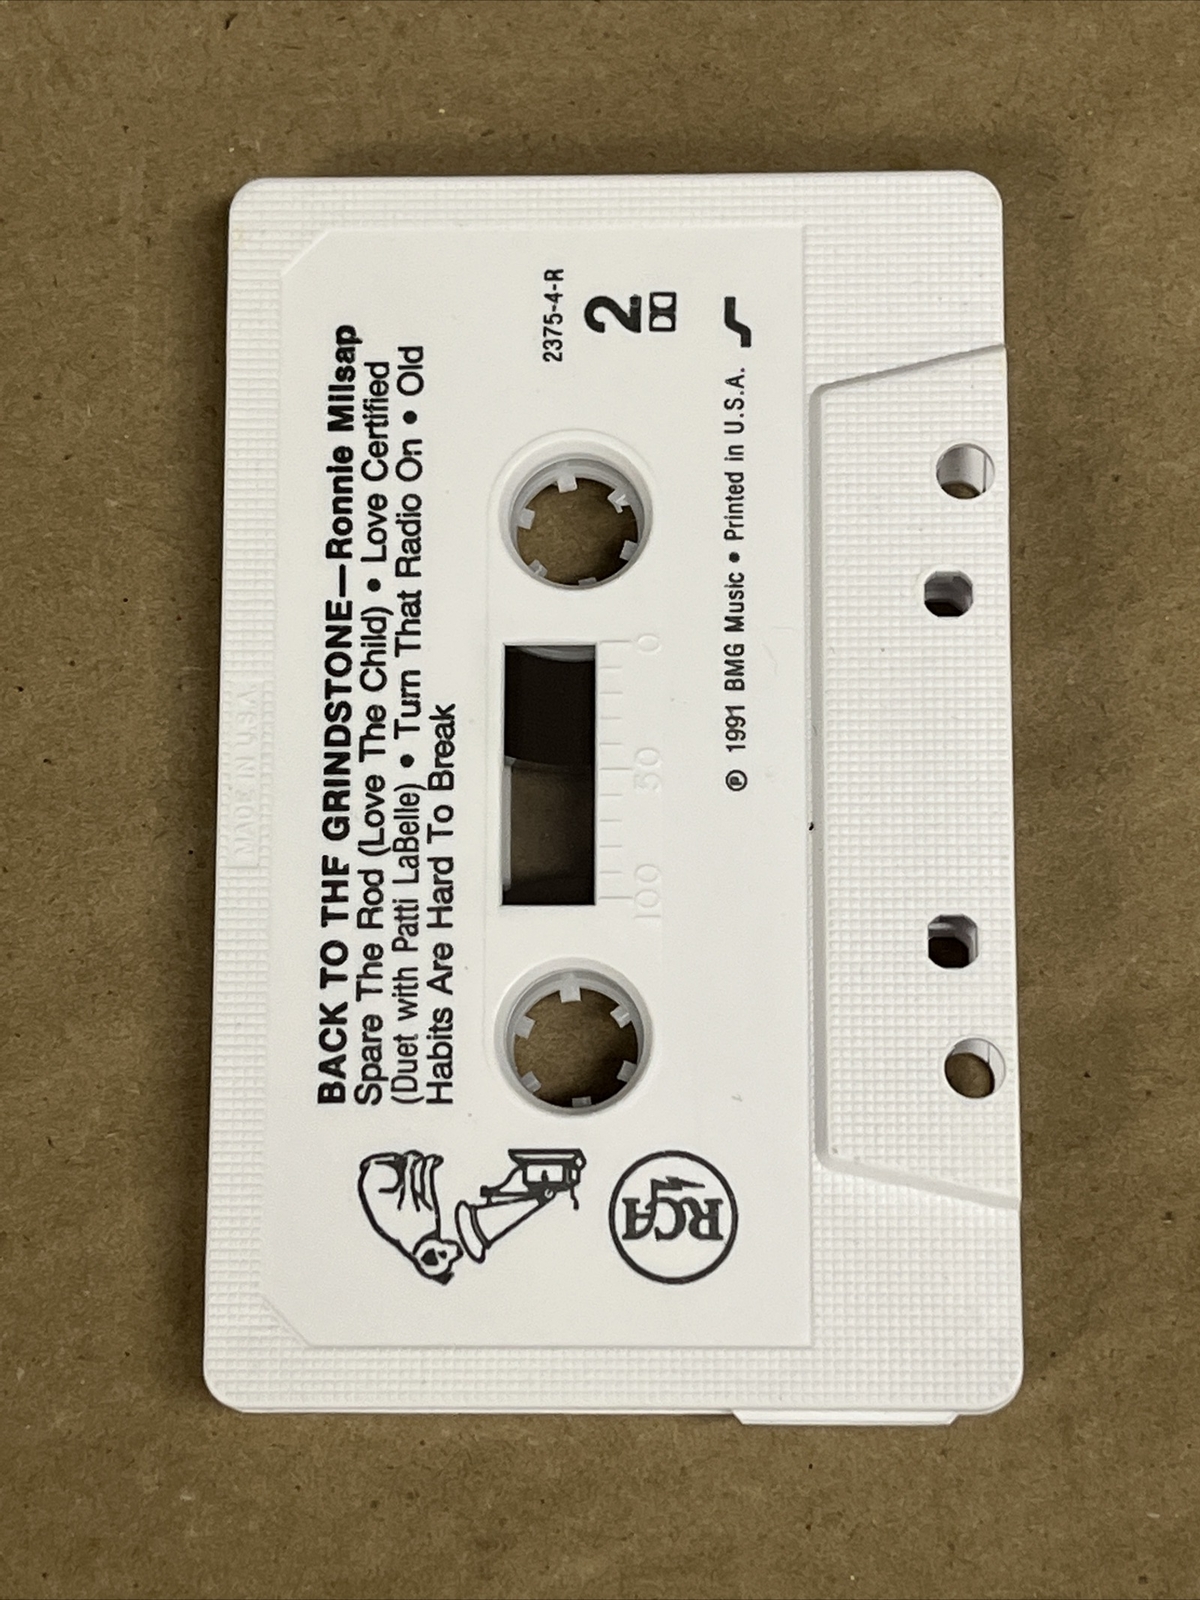 BACK TO THE GRINDSTONE—Ronnie Milsap
Spare The Rod (Love The Child) • Love Certified
(Duet with Patti LaBelle) • Turn That Radio On • Old
Habits Are Hard To Break
2375-4-R
2
RCA
100 50 0
℗ 1991 BMG Music • Printed in U.S.A.
MADE IN U.S.A.